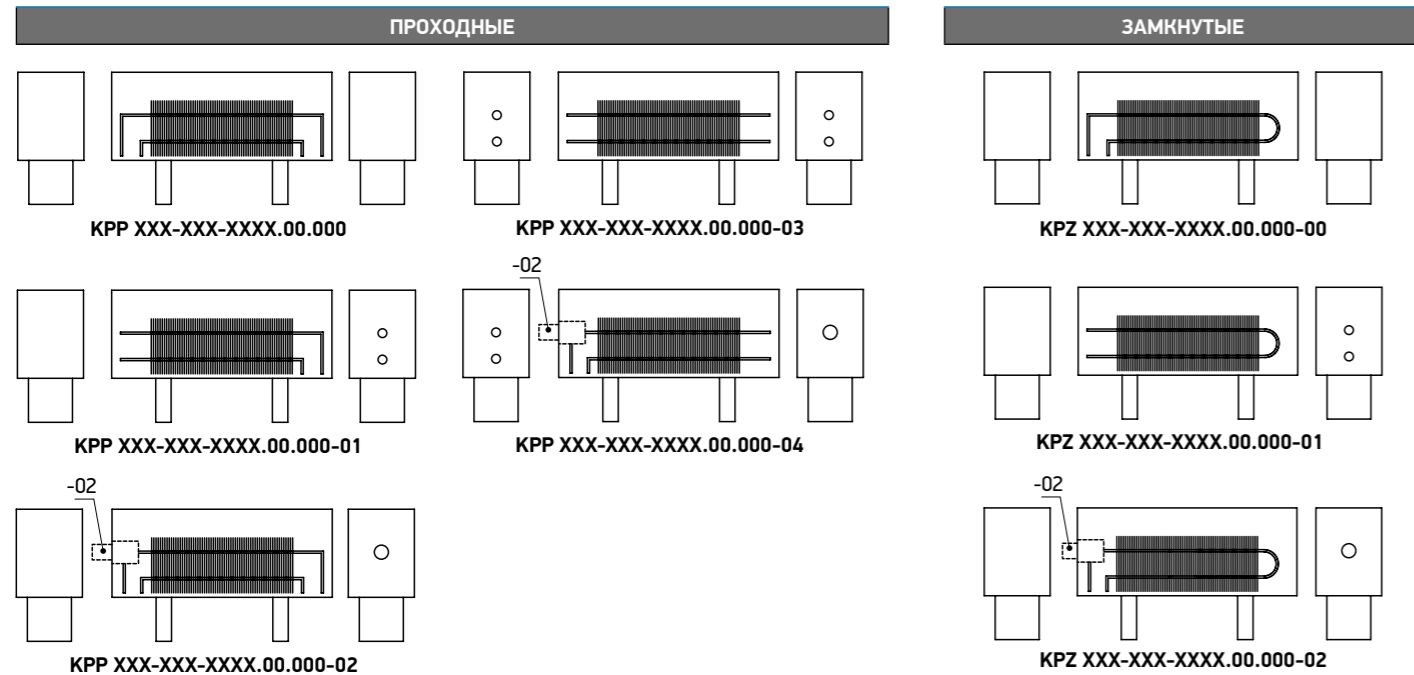 ПРОХОДНЫЕ
ЗАМКНУТЫЕ
KPP XXX-XXX-XXXX.00.000
KPP XXX-XXX-XXXX.00.000-03
KPZ XXX-XXX-XXXX.00.000-00
-02
KPP XXX-XXX-XXXX.00.000-01
KPP XXX-XXX-XXXX.00.000-04
KPZ XXX-XXX-XXXX.00.000-01
-02
-02
KPP XXX-XXX-XXXX.00.000-02
KPZ XXX-XXX-XXXX.00.000-02